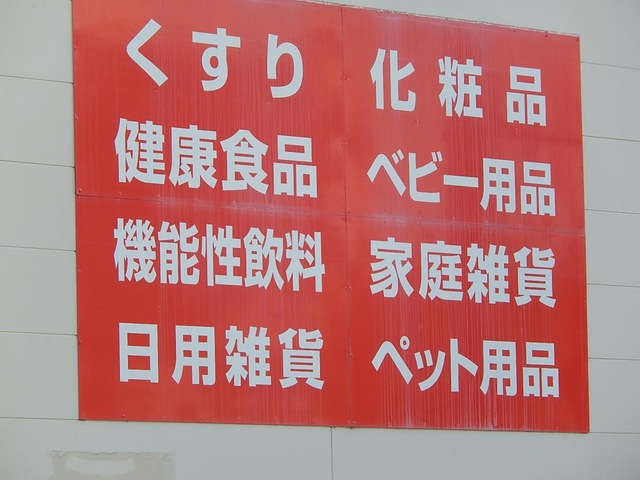 くすり
健康食品
機能性飲料
日用雑貨
化粧品
ベビー用品
家庭雑貨
ペット用品